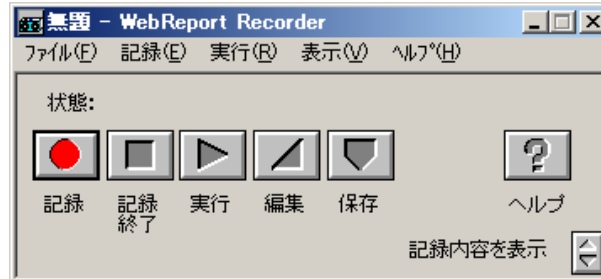 無題 - WebReport Recorder
ファイル(F) 記録(E) 実行(R) 表示(V) ヘルプ(H)
状態:
記録 記録終了 実行 編集 保存 ヘルプ
記録内容を表示